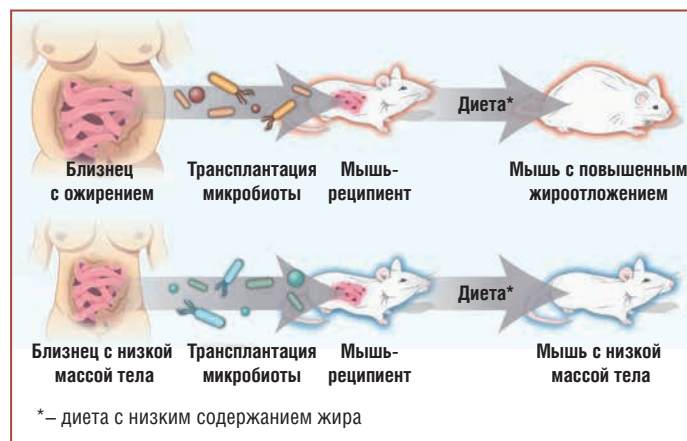 Диета*
Близнец
с ожирением
Трансплантация
микробиоты
Мышь-
реципиент
Мышь с повышенным
жироотложением
Диета*
Близнец с низкой
массой тела
Трансплантация
микробиоты
Мышь-
реципиент
Мышь с низкой
массой тела
*– диета с низким содержанием жира